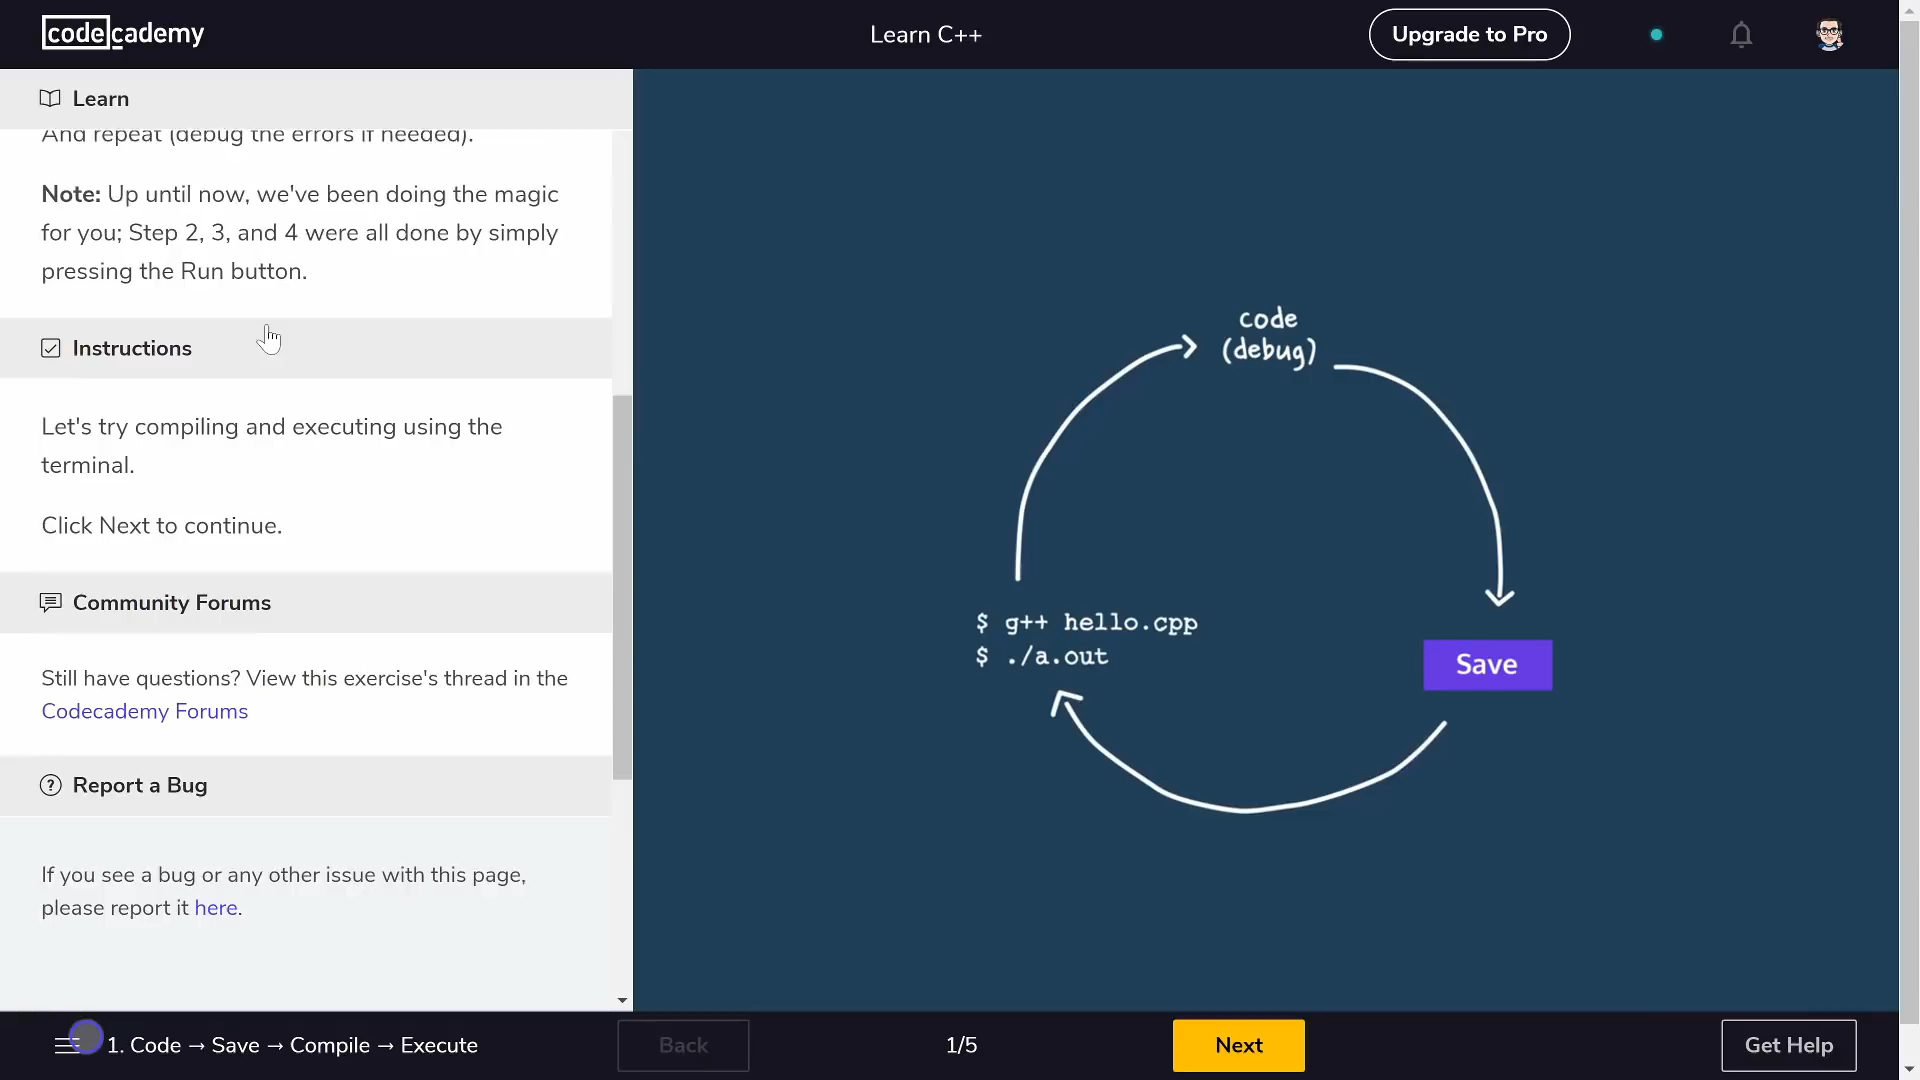 codecademy
Learn C++
Upgrade to Pro
Learn
And repeat (debug the errors if needed).
Note: Up until now, we've been doing the magic
for you; Step 2, 3, and 4 were all done by simply
pressing the Run button.
Instructions
Let's try compiling and executing using the
terminal.
Click Next to continue.
Community Forums
Still have questions? View this exercise's thread in the
Codecademy Forums
Report a Bug
If you see a bug or any other issue with this page,
please report it here.
code
(debug)
$ g++ hello.cpp
$ ./a.out
Save
1. Code → Save → Compile → Execute
Back
1/5
Next
Get Help